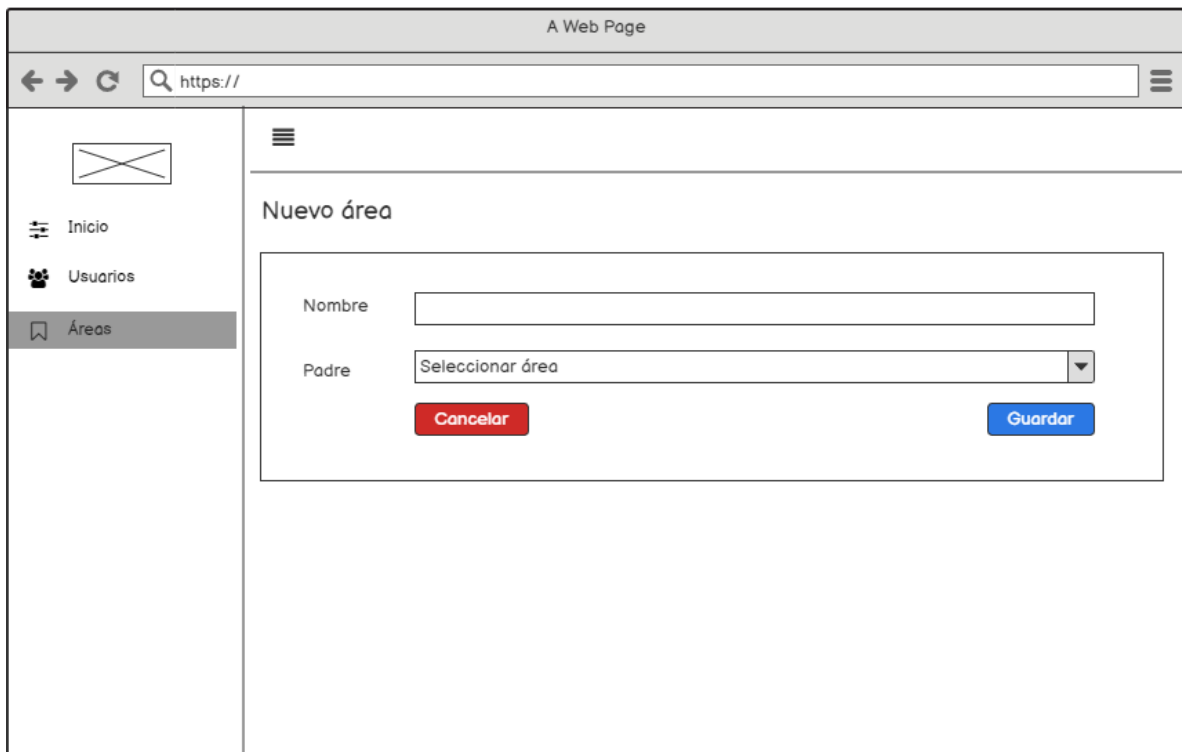 A Web Page
https://
Inicio
Usuarios
Áreas
Nuevo área
Nombre
Padre
Seleccionar área
Cancelar
Guardar